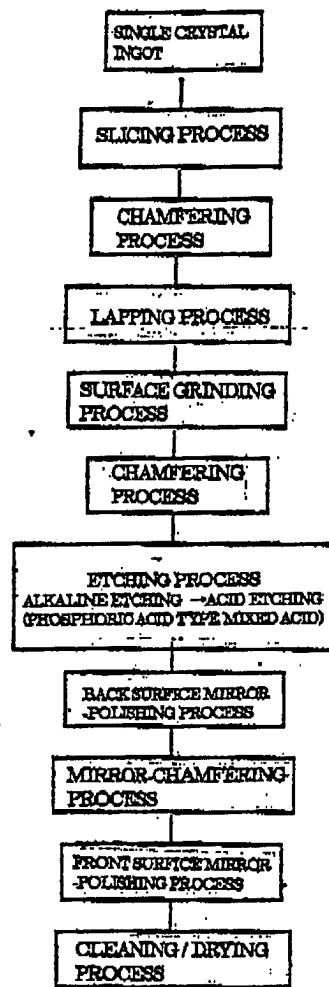 SINGLE CRYSTAL
INGOT
SLICING PROCESS
CHAMFERING
PROCESS
LAPPING PROCESS
SURFACE GRINDING
PROCESS
CHAMFERING
PROCESS
ETCHING PROCESS
ALKALINE ETCHING → ACID ETCHING
(PHOSPHORIC ACID TYPE MIXED ACID)
BACK SURFICE MIRROR
-POLISHING PROCESS
MIRROR-CHAMFERING
PROCESS
FRONT SURFICE MIRROR
-POLISHING PROCESS
CLEANING / DRYING
PROCESS